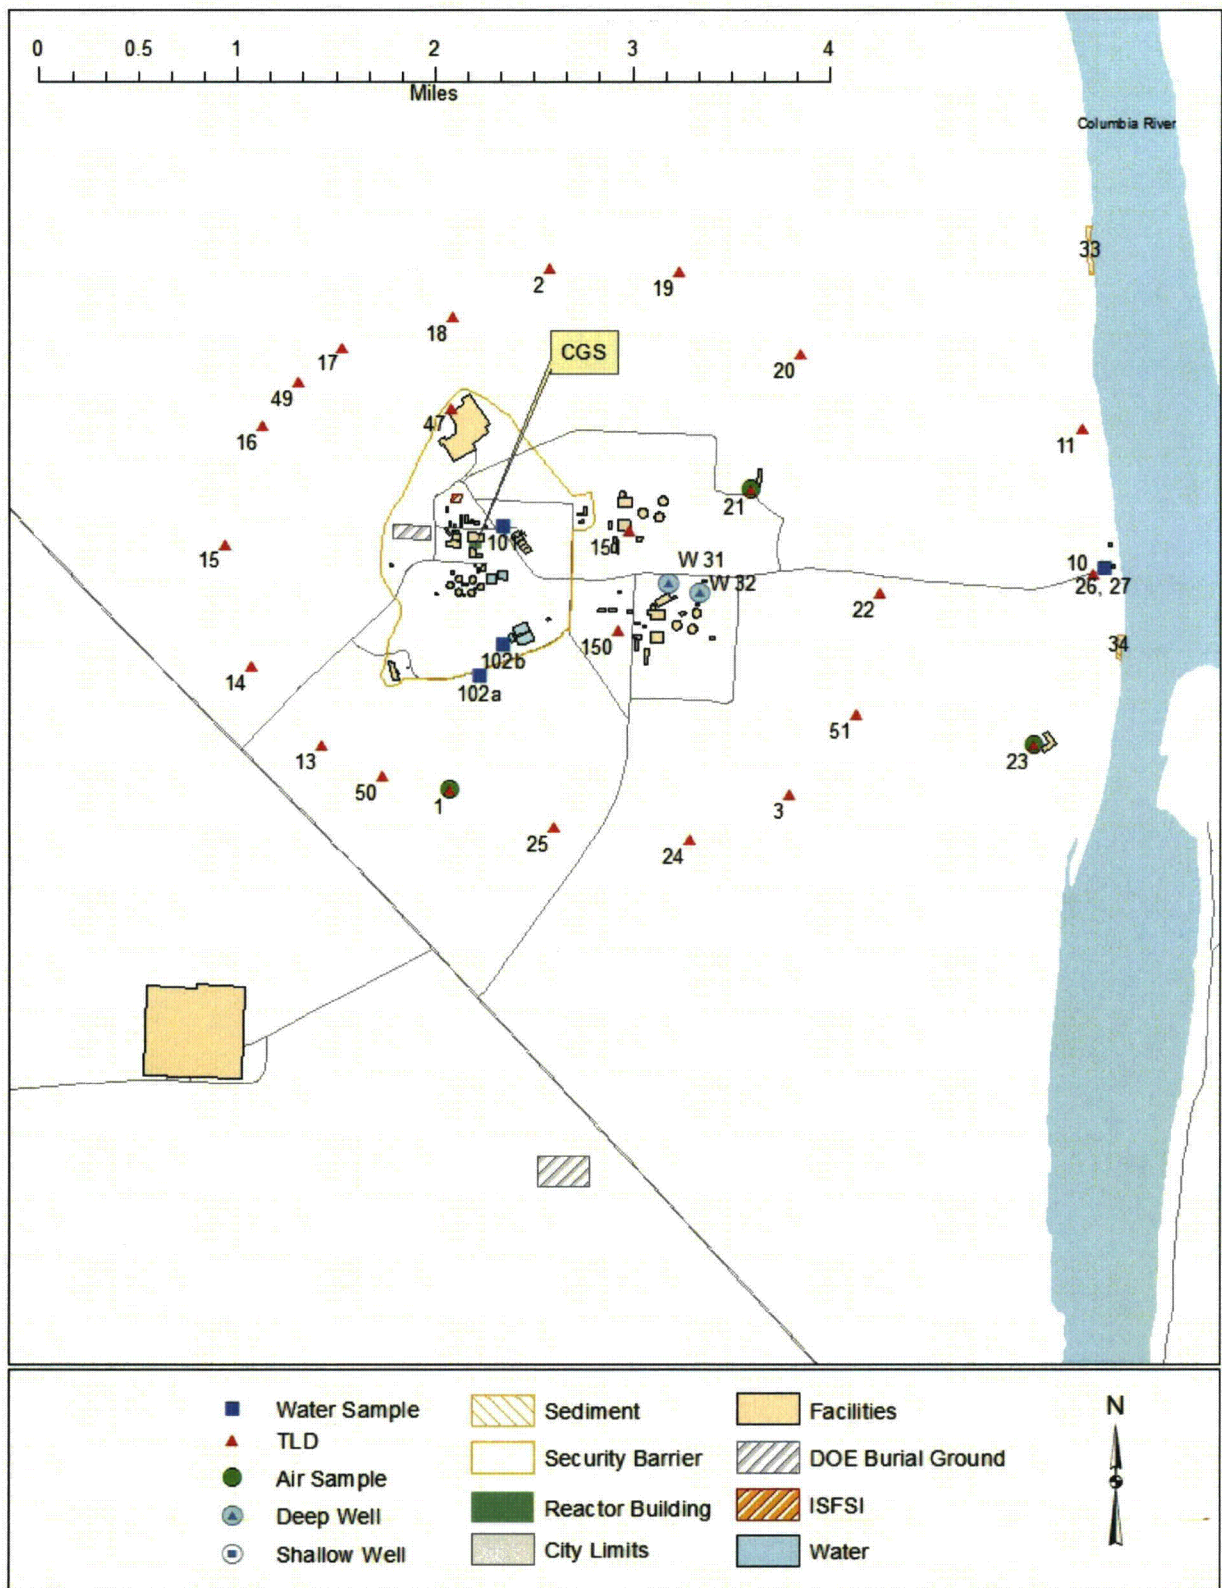 0 0.5 1 2 3 4
Miles
Columbia River
33
2
19
18
17
CGS
20
49
47
16
11
21
101
151
15
W 31
10
W 32
26, 27
22
150
34
102b
14
102a
51
13
23
50
1
3
25
24
Water Sample
TLD
Air Sample
Deep Well
Shallow Well
Sediment
Security Barrier
Reactor Building
City Limits
Facilities
DOE Burial Ground
ISFSI
Water
N